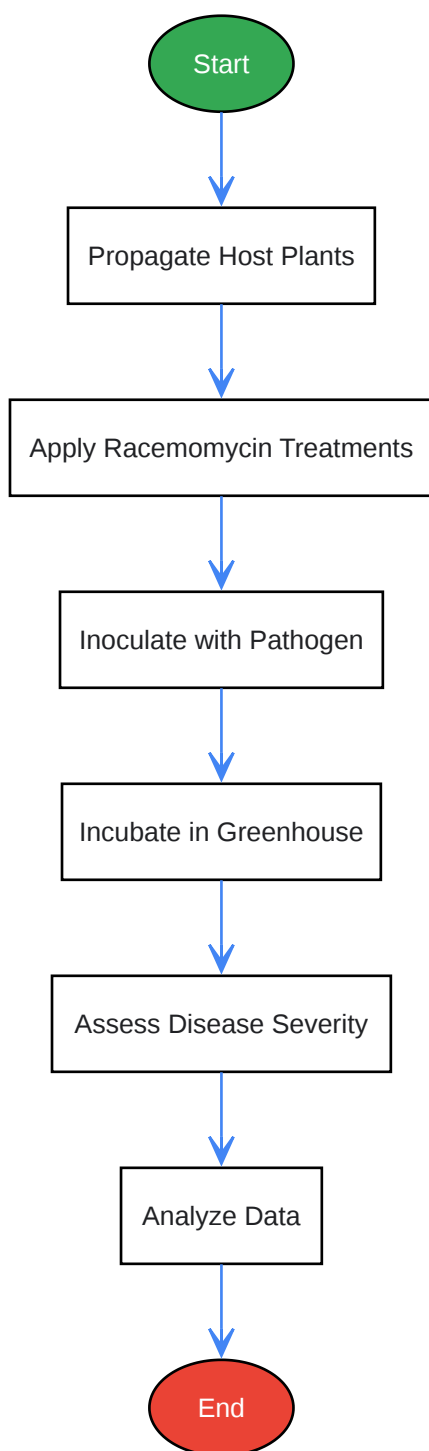 Start
Propagate Host Plants
Apply Racemomycin Treatments
Inoculate with Pathogen
Incubate in Greenhouse
Assess Disease Severity
Analyze Data
End